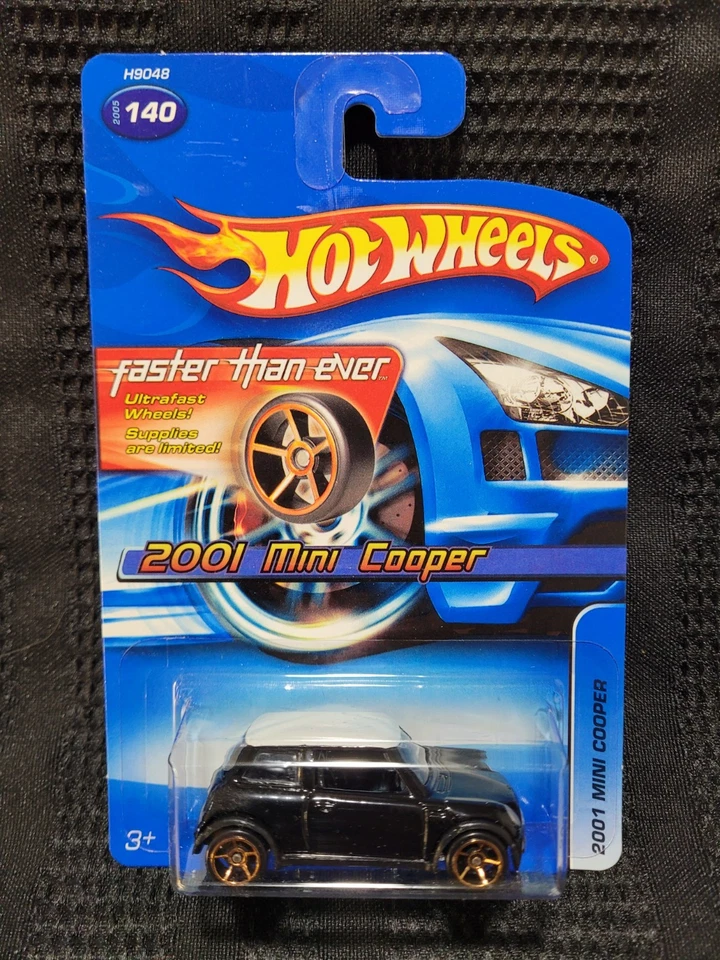 H9048
2005
140
HOT WHEELS®
faster than ever™
Ultrafast
Wheels!
Supplies
are limited!
2001 Mini Cooper
2001 MINI COOPER
3+